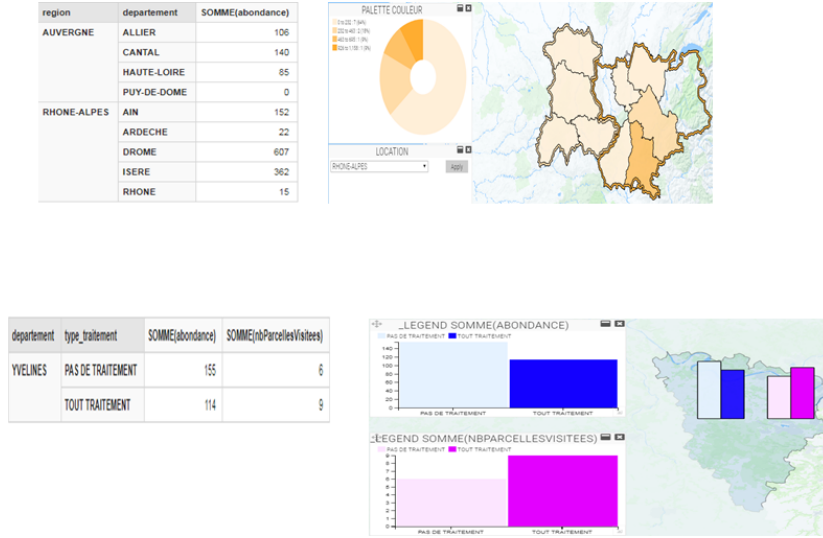 region departement SOMME(abondance)
AUVERGNE ALLIER 106
CANTAL 140
HAUTE-LOIRE 85
PUY-DE-DOME 0
RHONE-ALPES AIN 152
ARDECHE 22
DROME 607
ISERE 362
RHONE 15
PALETTE COULEUR
LOCATION
RHONE-ALPES Apply
departement type_traitement SOMME(abondance) SOMME(nbParcellesVisitees)
YVELINES PAS DE TRAITEMENT 155 6
TOUT TRAITEMENT 114 9
_LEGEND SOMME(ABONDANCE)
PAS DE TRAITEMENT TOUT TRAITEMENT
140
120
100
80
60
40
20
0
PAS DE TRAITEMENT TOUT TRAITEMENT
LEGEND SOMME(NBPARCELLESVISITEES)
PAS DE TRAITEMENT TOUT TRAITEMENT
9
8
7
6
5
4
3
2
1
0
PAS DE TRAITEMENT TOUT TRAITEMENT